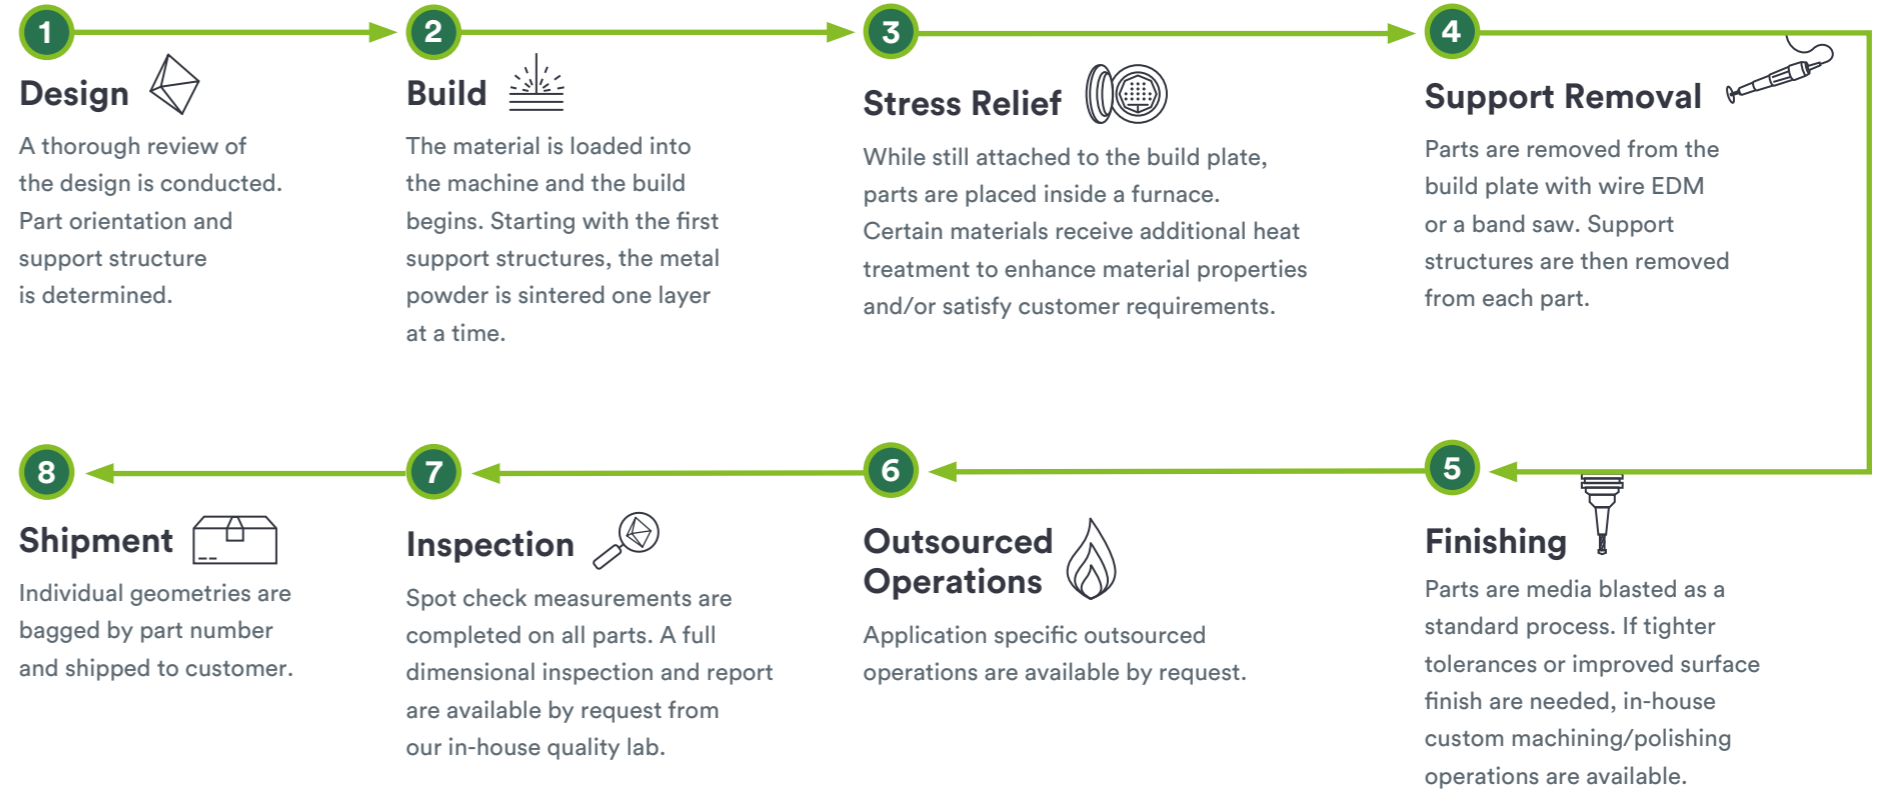 1
Design
A thorough review of
the design is conducted.
Part orientation and
support structure
is determined.
2
Build
The material is loaded into
the machine and the build
begins. Starting with the first
support structures, the metal
powder is sintered one layer
at a time.
3
Stress Relief
While still attached to the build plate,
parts are placed inside a furnace.
Certain materials receive additional heat
treatment to enhance material properties
and/or satisfy customer requirements.
4
Support Removal
Parts are removed from the
build plate with wire EDM
or a band saw. Support
structures are then removed
from each part.
5
Finishing
Parts are media blasted as a
standard process. If tighter
tolerances or improved surface
finish are needed, in-house
custom machining/polishing
operations are available.
6
Outsourced
Operations
Application specific outsourced
operations are available by request.
7
Inspection
Spot check measurements are
completed on all parts. A full
dimensional inspection and report
are available by request from
our in-house quality lab.
8
Shipment
Individual geometries are
bagged by part number
and shipped to customer.